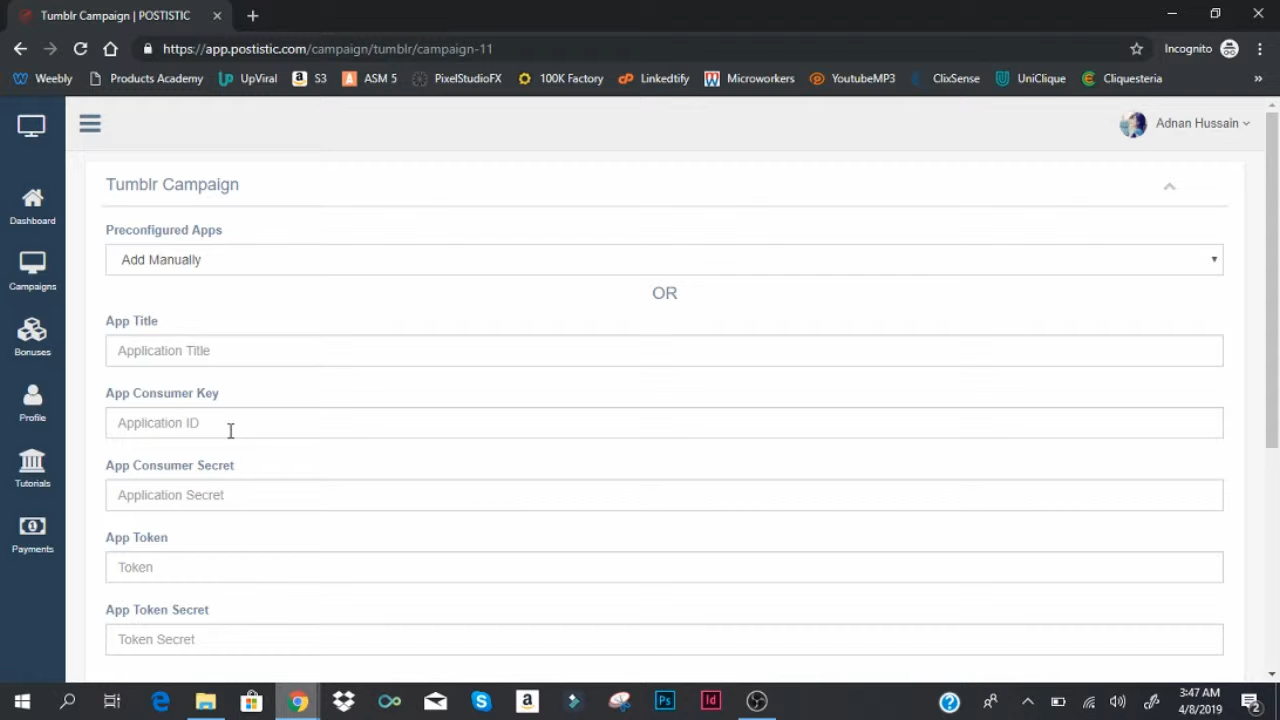 Tumblr Campaign | POSTISTIC
https://app.postistic.com/campaign/tumblr/campaign-11
Incognito
Weebly Products Academy UpViral S3 ASM 5 PixelStudioFX 100K Factory Linkedtify Microworkers YoutubeMP3 ClixSense UniClique Cliquesteria »
Adnan Hussain
Tumblr Campaign
Dashboard
Campaigns
Bonuses
Profile
Tutorials
Payments
Preconfigured Apps
Add Manually
OR
App Title
Application Title
App Consumer Key
Application ID
App Consumer Secret
Application Secret
App Token
Token
App Token Secret
Token Secret
Ps
Id
3:47 AM
4/8/2019
2